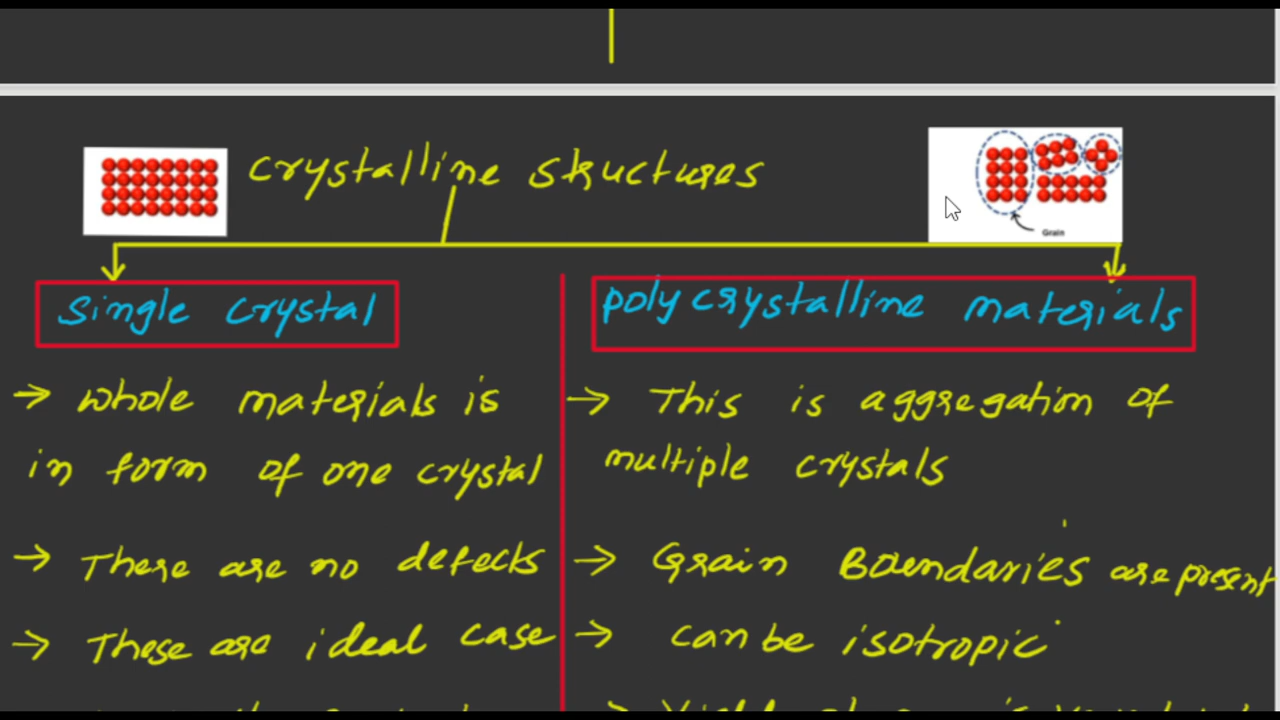 crystalline structures
Grain
single crystal
poly crystalline materials
→ whole materials is
in form of one crystal
→ There are no defects
→ These are ideal case
→ This is aggregation of
multiple crystals
→ Grain Boundaries are present
→ can be isotropic